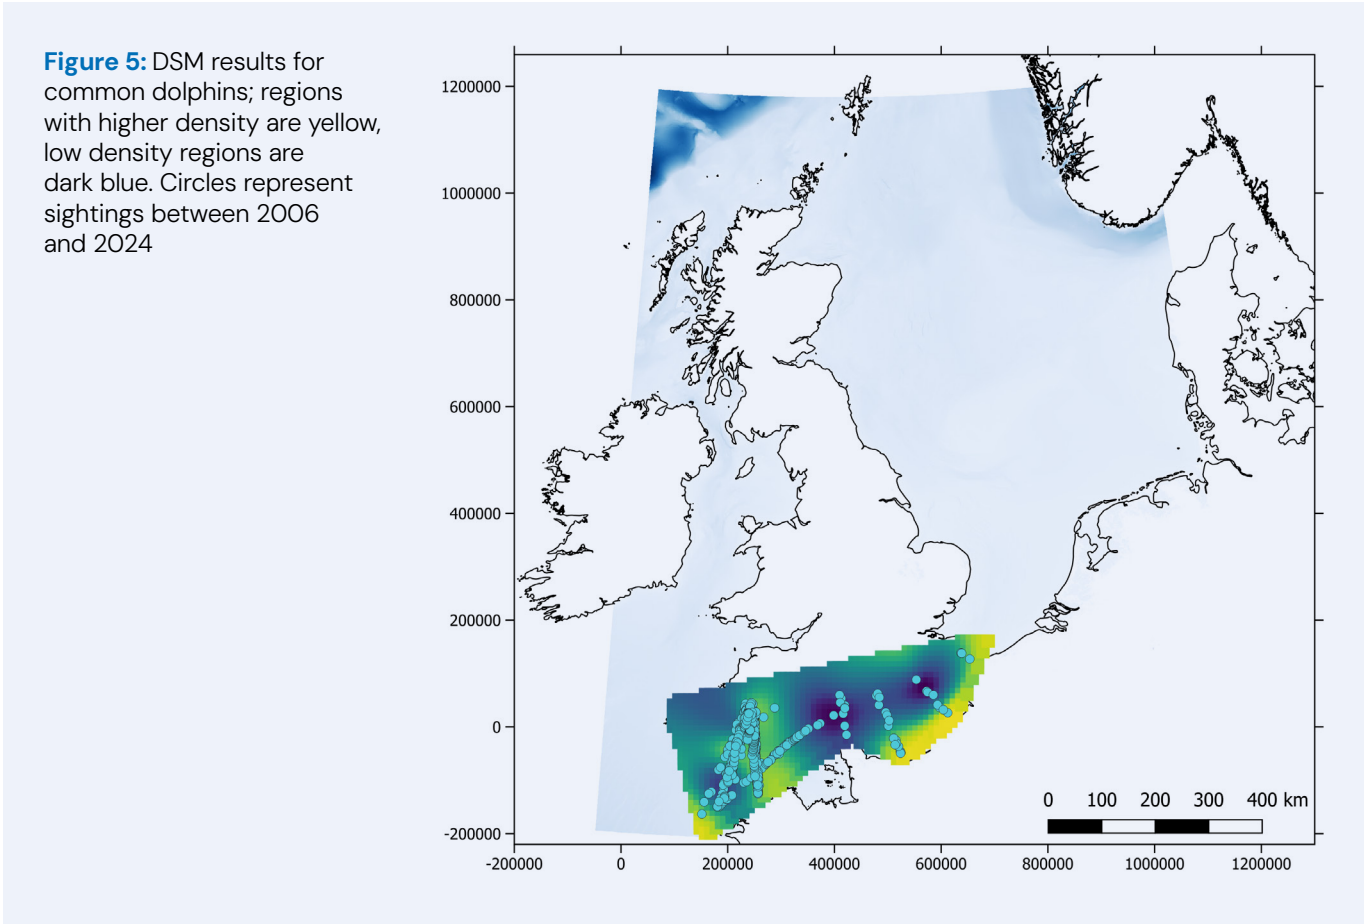 Figure 5: DSM results for
common dolphins; regions
with higher density are yellow,
low density regions are
dark blue. Circles represent
sightings between 2006
and 2024
1200000
1000000
800000
600000
400000
200000
0
-200000
0 100 200 300 400 km
-200000 0 200000 400000 600000 800000 1000000 1200000